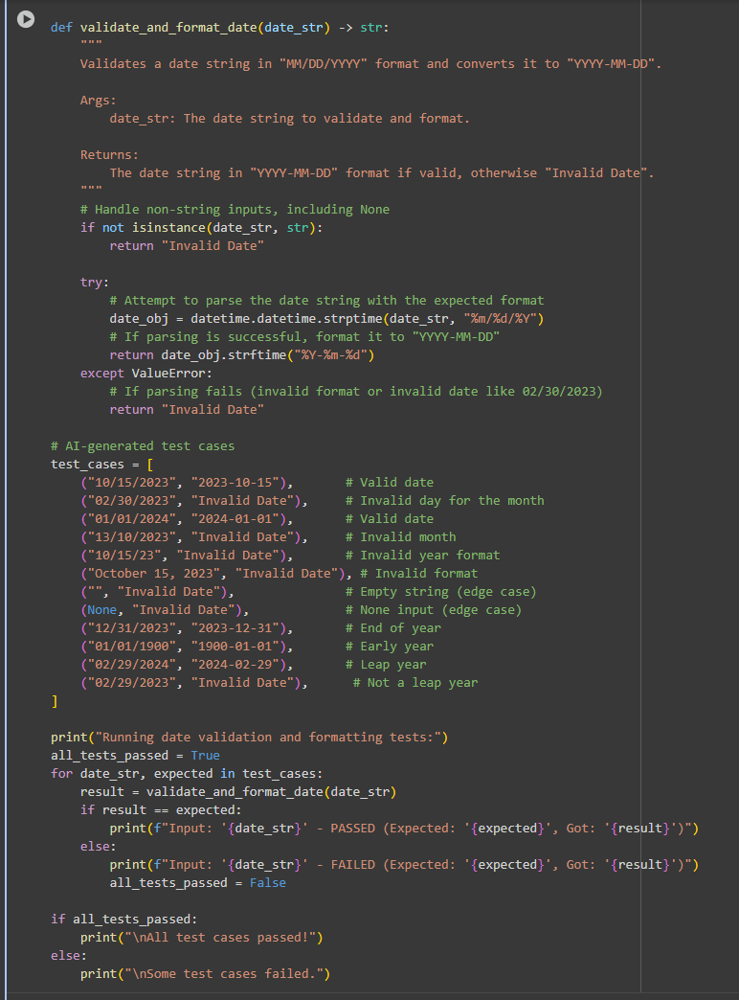 def validate_and_format_date(date_str) -> str:
    """
    Validates a date string in "MM/DD/YYYY" format and converts it to "YYYY-MM-DD".

    Args:
        date_str: The date string to validate and format.

    Returns:
        The date string in "YYYY-MM-DD" format if valid, otherwise "Invalid Date".
    """
    # Handle non-string inputs, including None
    if not isinstance(date_str, str):
        return "Invalid Date"

    try:
        # Attempt to parse the date string with the expected format
        date_obj = datetime.datetime.strptime(date_str, "%m/%d/%Y")
        # If parsing is successful, format it to "YYYY-MM-DD"
        return date_obj.strftime("%Y-%m-%d")
    except ValueError:
        # If parsing fails (invalid format or invalid date like 02/30/2023)
        return "Invalid Date"

# AI-generated test cases
test_cases = [
    ("10/15/2023", "2023-10-15"),       # Valid date
    ("02/30/2023", "Invalid Date"),     # Invalid day for the month
    ("01/01/2024", "2024-01-01"),       # Valid date
    ("13/10/2023", "Invalid Date"),     # Invalid month
    ("10/15/23", "Invalid Date"),       # Invalid year format
    ("October 15, 2023", "Invalid Date"), # Invalid format
    ("", "Invalid Date"),               # Empty string (edge case)
    (None, "Invalid Date"),             # None input (edge case)
    ("12/31/2023", "2023-12-31"),       # End of year
    ("01/01/1900", "1900-01-01"),       # Early year
    ("02/29/2024", "2024-02-29"),       # Leap year
    ("02/29/2023", "Invalid Date"),      # Not a leap year
]

print("Running date validation and formatting tests:")
all_tests_passed = True
for date_str, expected in test_cases:
    result = validate_and_format_date(date_str)
    if result == expected:
        print(f"Input: '{date_str}' - PASSED (Expected: '{expected}', Got: '{result}')")
    else:
        print(f"Input: '{date_str}' - FAILED (Expected: '{expected}', Got: '{result}')")
        all_tests_passed = False

if all_tests_passed:
    print("\nAll test cases passed!")
else:
    print("\nSome test cases failed.")